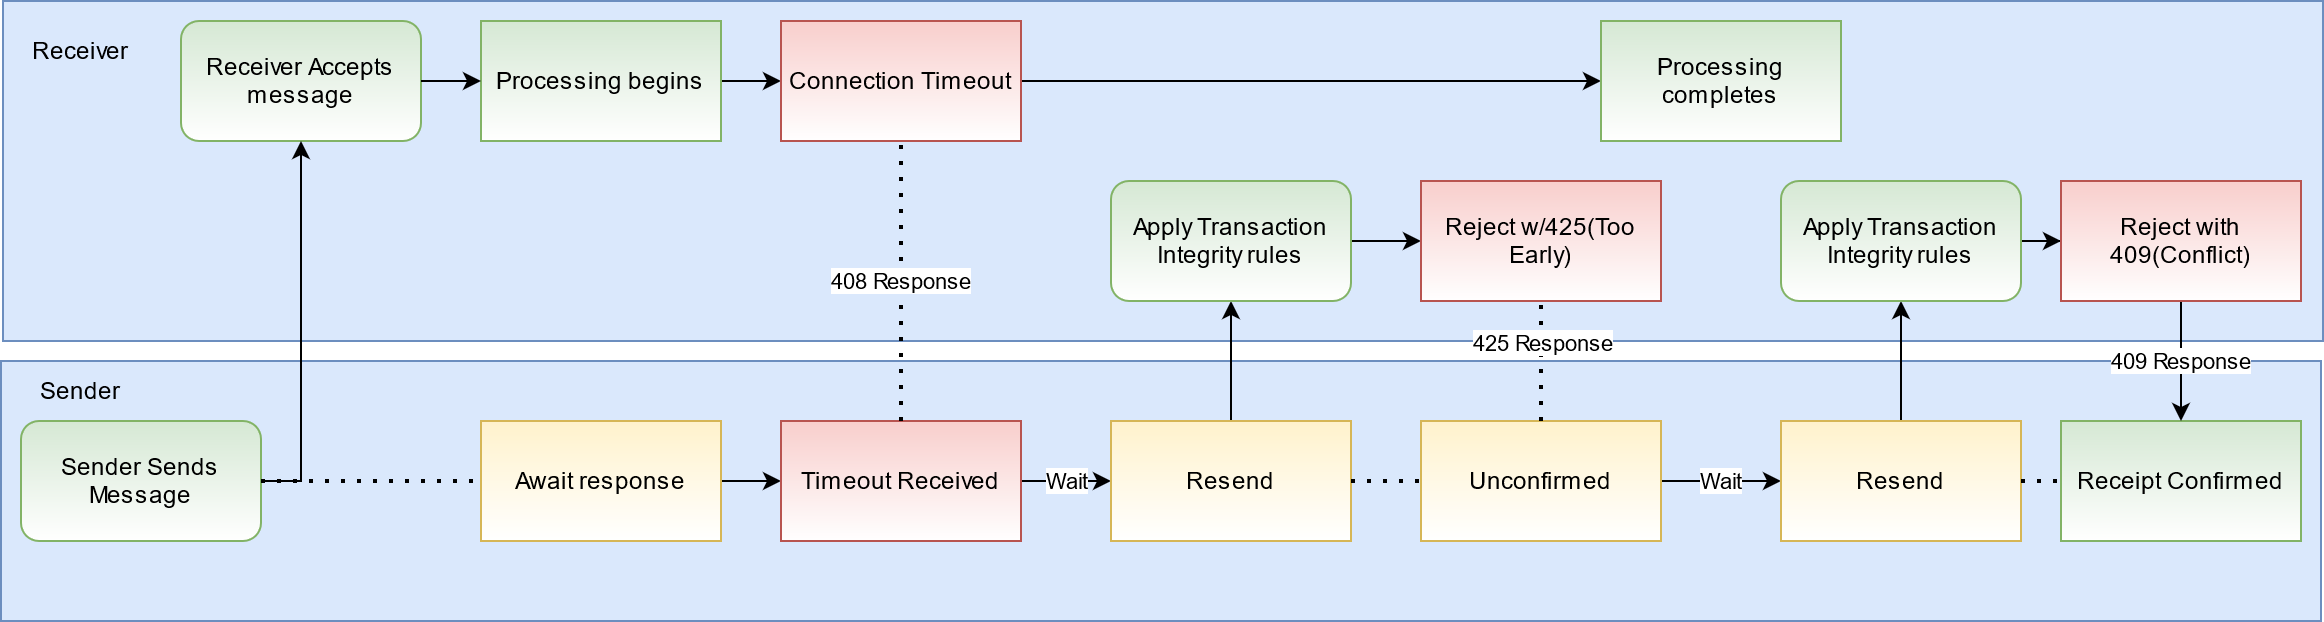 Receiver
Receiver Accepts
message
Processing begins
Connection Timeout
Processing
completes
Apply Transaction
Integrity rules
Reject w/425(Too
Early)
Apply Transaction
Integrity rules
Reject with
409(Conflict)
408 Response
425 Response
409 Response
Sender
Sender Sends
Message
Await response
Timeout Received
Wait
Resend
Unconfirmed
Wait
Resend
Receipt Confirmed